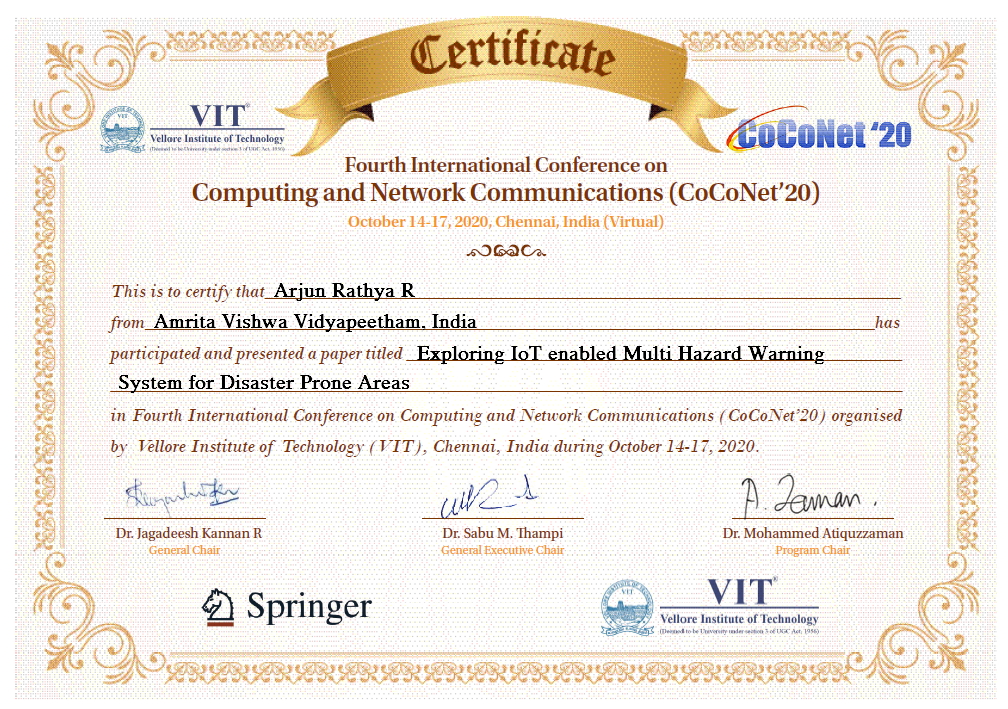 Certificate
VIT®
Vellore Institute of Technology
(Deemed to be University under section 3 of UGC Act, 1956)
CoCoNet '20
Fourth International Conference on
Computing and Network Communications (CoCoNet'20)
October 14-17, 2020, Chennai, India (Virtual)
This is to certify that Arjun Rathya R
from Amrita Vishwa Vidyapeetham, India has
participated and presented a paper titled Exploring IoT enabled Multi Hazard Warning
System for Disaster Prone Areas
in Fourth International Conference on Computing and Network Communications (CoCoNet'20) organised
by Vellore Institute of Technology (VIT), Chennai, India during October 14-17, 2020.
A. Zaman.
Dr. Jagadeesh Kannan R
General Chair
Dr. Sabu M. Thampi
General Executive Chair
Dr. Mohammed Atiquzzaman
Program Chair
Springer
VIT®
Vellore Institute of Technology
(Deemed to be University under section 3 of UGC Act, 1956)